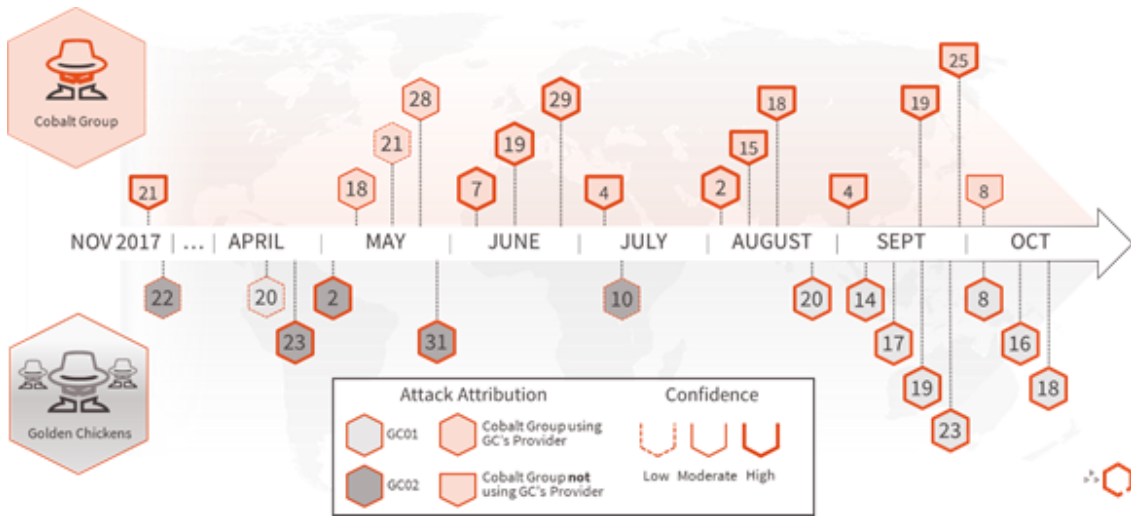 25
28
29
18
19
21
19
15
Cobalt Group
21
18
7
4
2
4
8
NOV 2017 | ... | APRIL | MAY | JUNE | JULY | AUGUST | SEPT | OCT
22
20
2
10
20
14
8
23
31
17
16
19
18
23
Golden Chickens
Attack Attribution
Confidence
GC01
Cobalt Group using
GC's Provider
GC02
Cobalt Group not
using GC's Provider
Low Moderate High